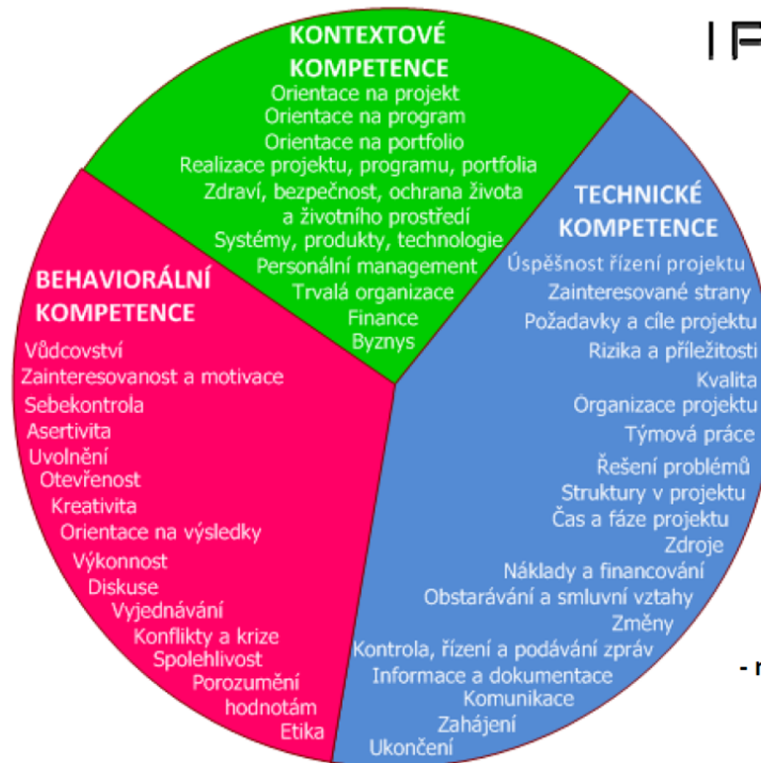 KONTEXTOVÉ
KOMPETENCE
Orientace na projekt
Orientace na program
Orientace na portfolio
Realizace projektu, programu, portfolia
Zdraví, bezpečnost, ochrana života
a životního prostředí
Systémy, produkty, technologie
Personální management
Trvalá organizace
Finance
Byznys
TECHNICKÉ
KOMPETENCE
Úspěšnost řízení projektu
Zainteresované strany
Požadavky a cíle projektu
Rizika a příležitosti
Kvalita
Organizace projektu
Týmová práce
Řešení problémů
Struktury v projektu
Čas a fáze projektu
Zdroje
Náklady a financování
Obstarávání a smluvní vztahy
Změny
Kontrola, řízení a podávání zpráv
Informace a dokumentace
Komunikace
Zahájení
Ukončení
BEHAVIORÁLNÍ
KOMPETENCE
Vůdcovství
Zainteresovanost a motivace
Sebekontrola
Asertivita
Uvolnění
Otevřenost
Kreativita
Orientace na výsledky
Výkonnost
Diskuse
Vyjednávání
Konflikty a krize
Spolehlivost
Porozumění
hodnotám
Etika